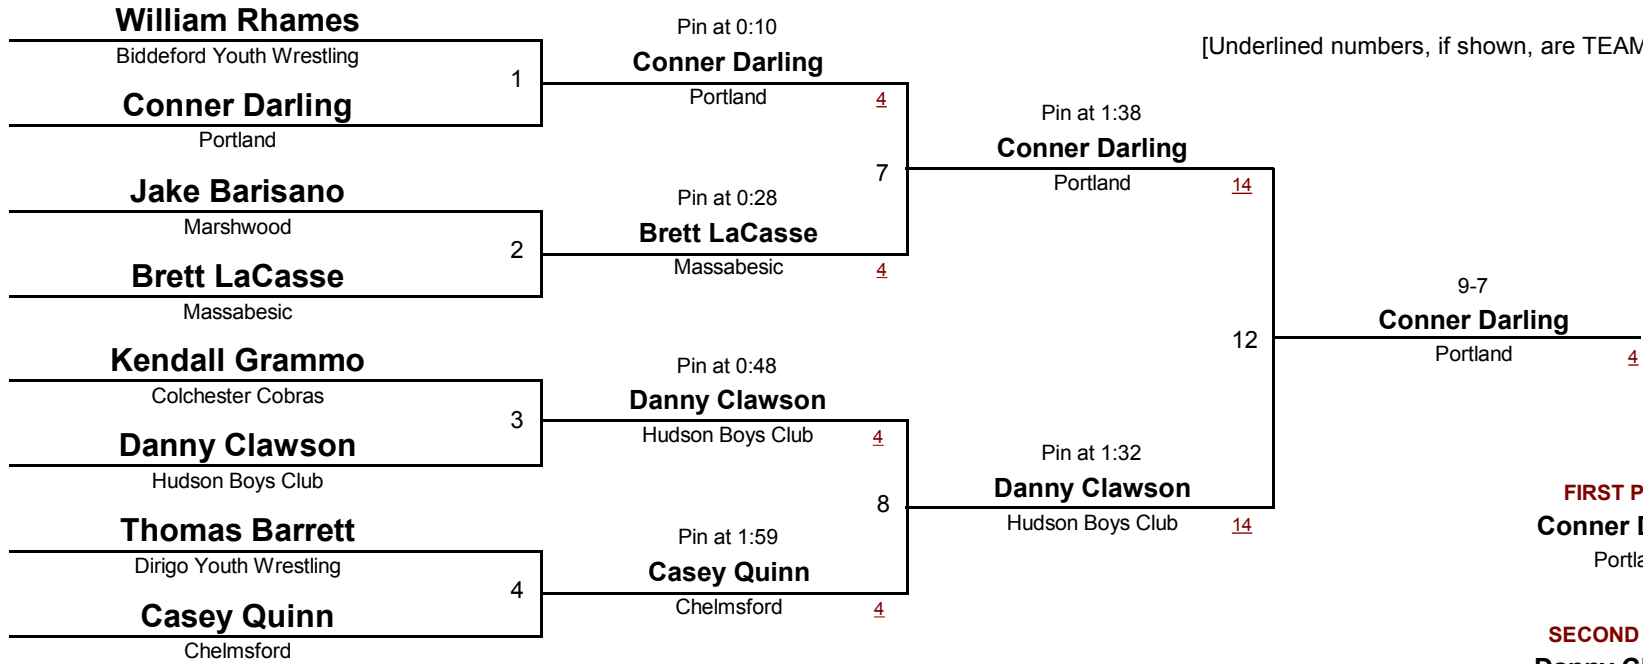 William Rhames
Biddeford Youth Wrestling
1
Conner Darling
Portland
Jake Barisano
Marshwood
2
Brett LaCasse
Massabesic
Kendall Grammo
Colchester Cobras
3
Danny Clawson
Hudson Boys Club
Thomas Barrett
Dirigo Youth Wrestling
4
Casey Quinn
Chelmsford
Pin at 0:10
Conner Darling
Portland 4
7
Pin at 0:28
Brett LaCasse
Massabesic 4
Pin at 0:48
Danny Clawson
Hudson Boys Club 4
8
Pin at 1:59
Casey Quinn
Chelmsford 4
[Underlined numbers, if shown, are TEAM
Pin at 1:38
Conner Darling
Portland 14
12
Pin at 1:32
Danny Clawson
Hudson Boys Club 14
9-7
Conner Darling
Portland 4
FIRST P
Conner
Portla
SECOND
Danny